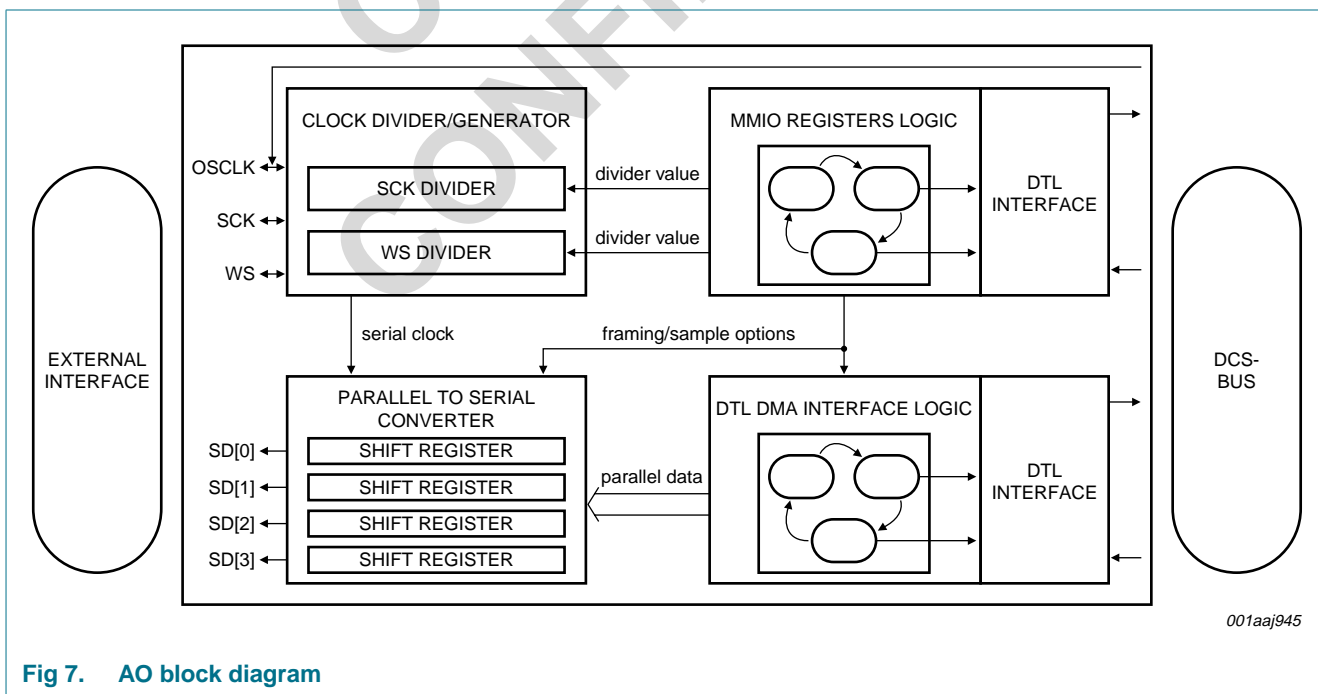 CLOCK DIVIDER/GENERATOR
MMIO REGISTERS LOGIC
OSCLK
SCK DIVIDER
divider value
DTL
INTERFACE
SCK
WS DIVIDER
divider value
WS
serial clock
framing/sample options
EXTERNAL
INTERFACE
DCS-
BUS
PARALLEL TO SERIAL
CONVERTER
DTL DMA INTERFACE LOGIC
SD[0]
SHIFT REGISTER
SD[1]
SHIFT REGISTER
parallel data
DTL
INTERFACE
SD[2]
SHIFT REGISTER
SD[3]
SHIFT REGISTER
001aaj945
Fig 7. AO block diagram